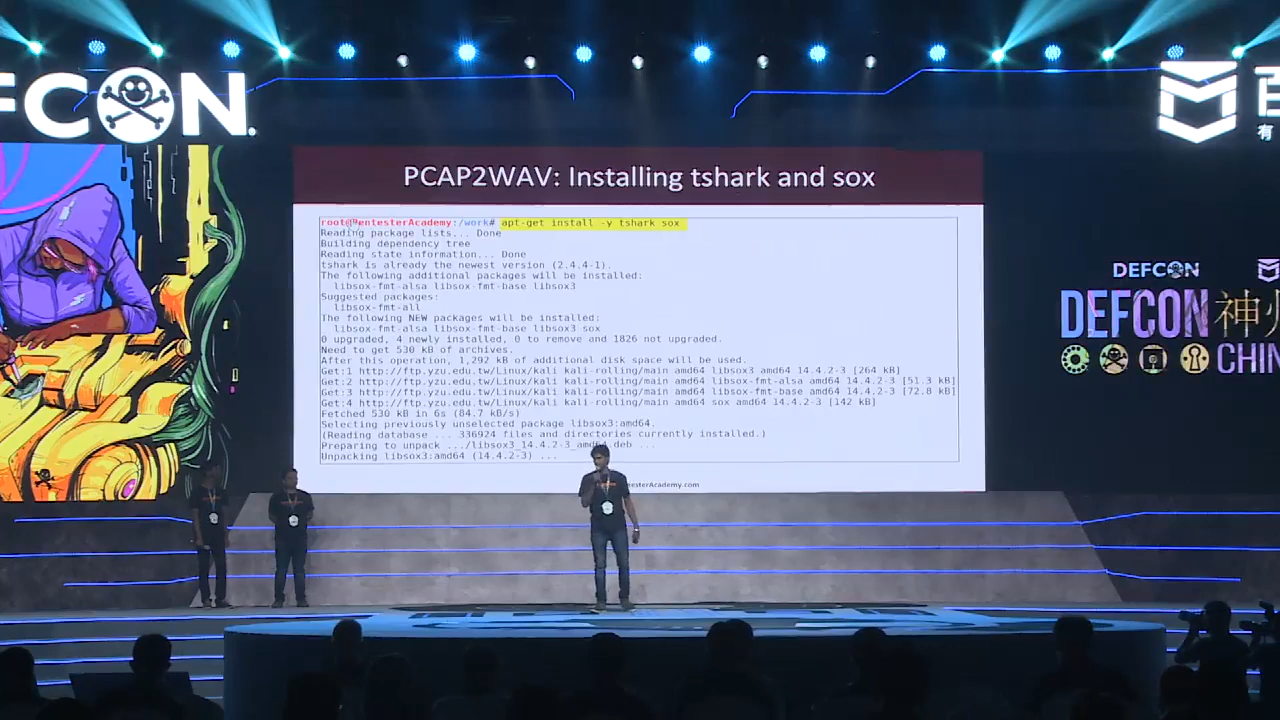 FCON.
百
有
PCAP2WAV: Installing tshark and sox
root@PentesterAcademy:/work# apt-get install -y tshark sox
Reading package lists... Done
Building dependency tree
Reading state information... Done
tshark is already the newest version (2.4.4-1).
The following additional packages will be installed:
libsox-fmt-alsa libsox-fmt-base libsox3
Suggested packages:
libsox-fmt-all
The following NEW packages will be installed:
libsox-fmt-alsa libsox-fmt-base libsox3 sox
0 upgraded, 4 newly installed, 0 to remove and 1826 not upgraded.
Need to get 530 kB of archives.
After this operation, 1,292 kB of additional disk space will be used.
Get:1 http://ftp.yzu.edu.tw/Linux/kali kali-rolling/main amd64 libsox3 amd64 14.4.2-3 [264 kB]
Get:2 http://ftp.yzu.edu.tw/Linux/kali kali-rolling/main amd64 libsox-fmt-alsa amd64 14.4.2-3 [51.3 kB]
Get:3 http://ftp.yzu.edu.tw/Linux/kali kali-rolling/main amd64 libsox-fmt-base amd64 14.4.2-3 [72.8 kB]
Get:4 http://ftp.yzu.edu.tw/Linux/kali kali-rolling/main amd64 sox amd64 14.4.2-3 [142 kB]
Fetched 530 kB in 6s (84.7 kB/s)
Selecting previously unselected package libsox3:amd64.
(Reading database ... 336924 files and directories currently installed.)
Preparing to unpack .../libsox3_14.4.2-3_amd64.deb ...
Unpacking libsox3:amd64 (14.4.2-3) ...
testerAcademy.com
DEFCON
DEFCON 神州
CHIN